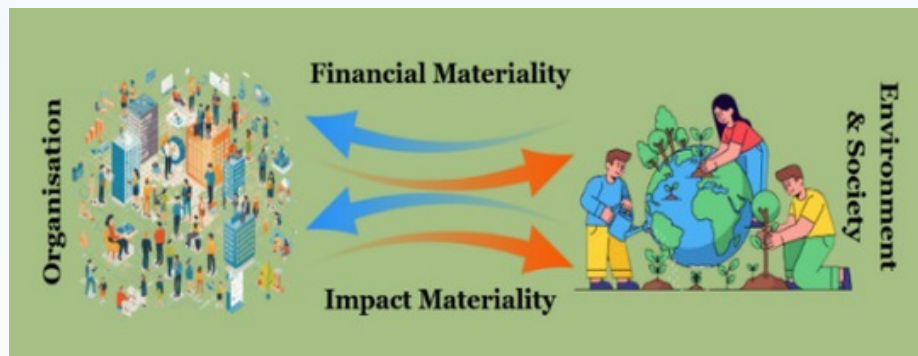 Financial Materiality
Organisation
Environment
& Society
Impact Materiality